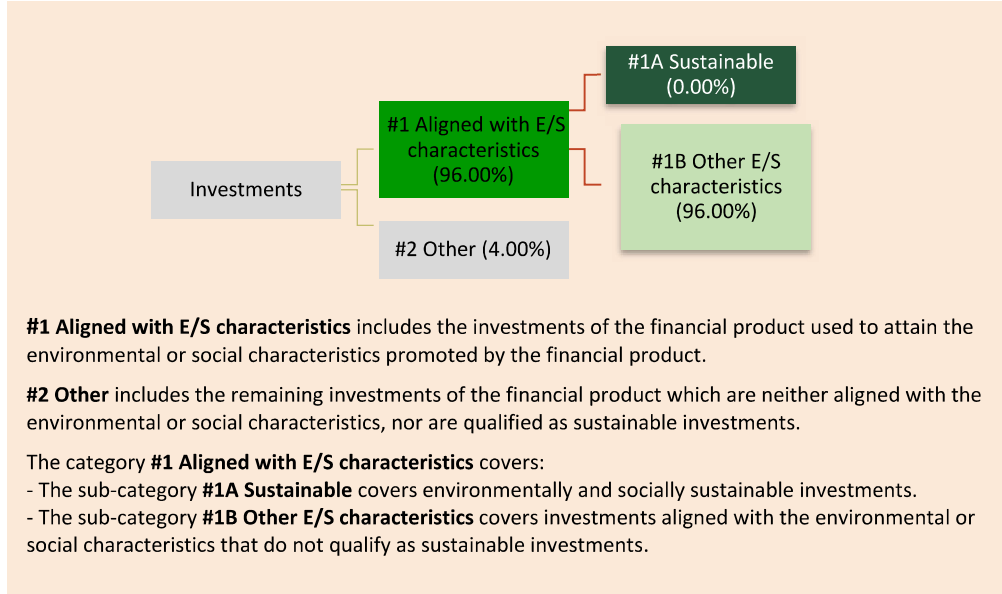 #1A Sustainable
(0.00%)
#1 Aligned with E/S
characteristics
(96.00%)
#1B Other E/S
characteristics
(96.00%)
Investments
#2 Other (4.00%)
#1 Aligned with E/S characteristics includes the investments of the financial product used to attain the
environmental or social characteristics promoted by the financial product.
#2 Other includes the remaining investments of the financial product which are neither aligned with the
environmental or social characteristics, nor are qualified as sustainable investments.
The category #1 Aligned with E/S characteristics covers:
- The sub-category #1A Sustainable covers environmentally and socially sustainable investments.
- The sub-category #1B Other E/S characteristics covers investments aligned with the environmental or
social characteristics that do not qualify as sustainable investments.